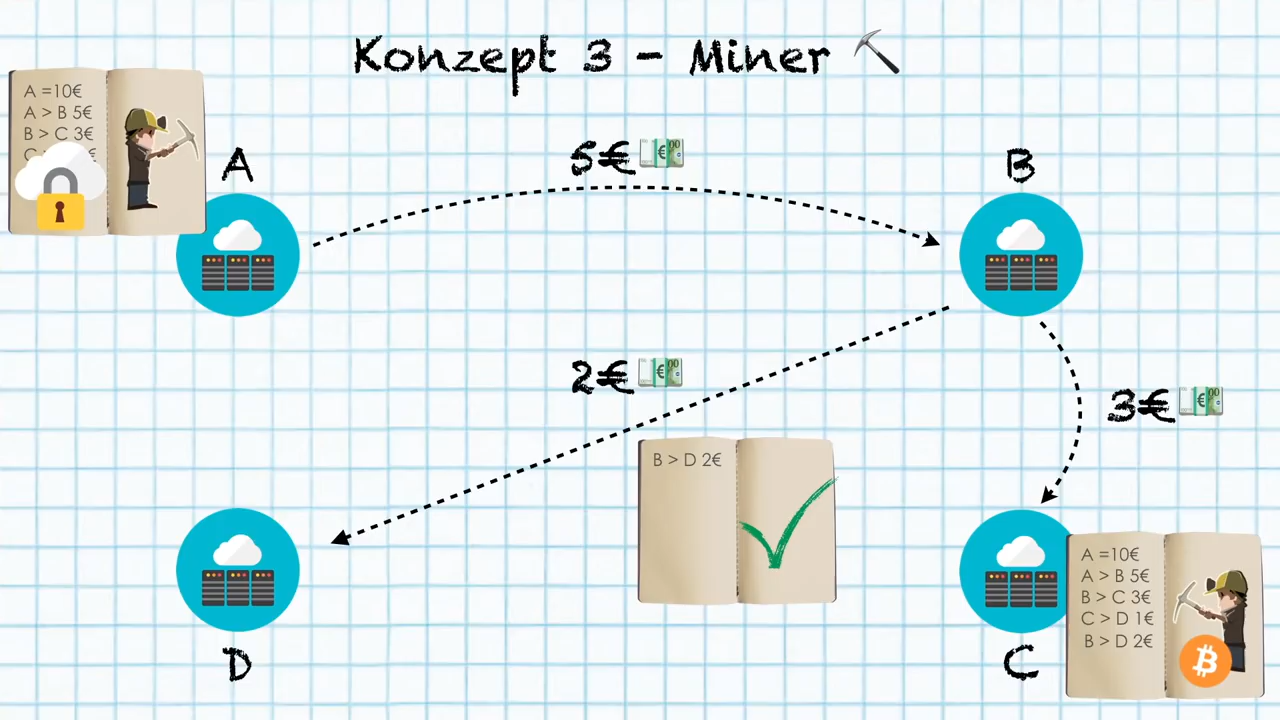 Konzept 3 - Miner
A =10€
A > B 5€
B > C 3€
C €
A
5€
B
2€
3€
B > D 2€
D
C
A =10€
A > B 5€
B > C 3€
C > D 1€
B > D 2€